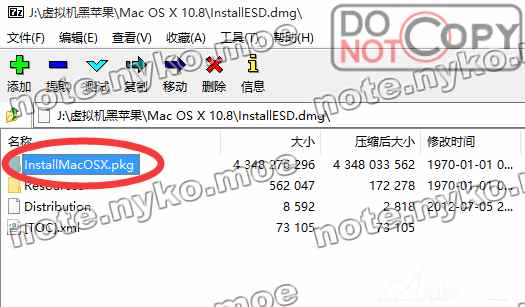 J:\虚拟机黑苹果\Mac OS X 10.8\InstallESD.dmg\
DO NOT COPY
文件(F) 编辑(E) 查看(V) 收藏(A) 工具(T) 帮助(H)
添加 提取 测试 复制 移动 删除 信息
J:\虚拟机黑苹果\Mac OS X 10.8\InstallESD.dmg\
名称 大小 压缩后大小 修改时间
InstallMacOSX.pkg 4 348 276 296 4 348 033 562 1970-01-01 0...
Resources 562 047 172 278 1970-01-01 0...
Distribution 8 592 2 818 2012-07-05 2...
[TOC].xml 73 105 73 105
note.nyko.moe
note.nyko.moe
note.nyko.moe
note.nyko.moe